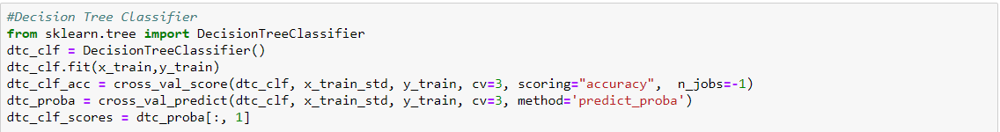 #Decision Tree Classifier
from sklearn.tree import DecisionTreeClassifier
dtc_clf = DecisionTreeClassifier()
dtc_clf.fit(x_train,y_train)
dtc_clf_acc = cross_val_score(dtc_clf, x_train_std, y_train, cv=3, scoring="accuracy",  n_jobs=-1)
dtc_proba = cross_val_predict(dtc_clf, x_train_std, y_train, cv=3, method='predict_proba')
dtc_clf_scores = dtc_proba[:, 1]